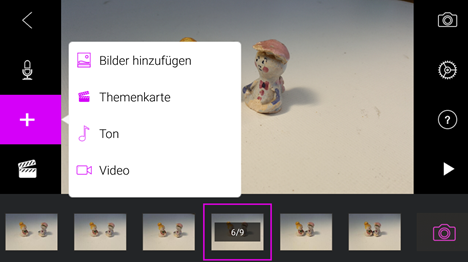 Bilder hinzufügen
Themenkarte
Ton
Video
6/9